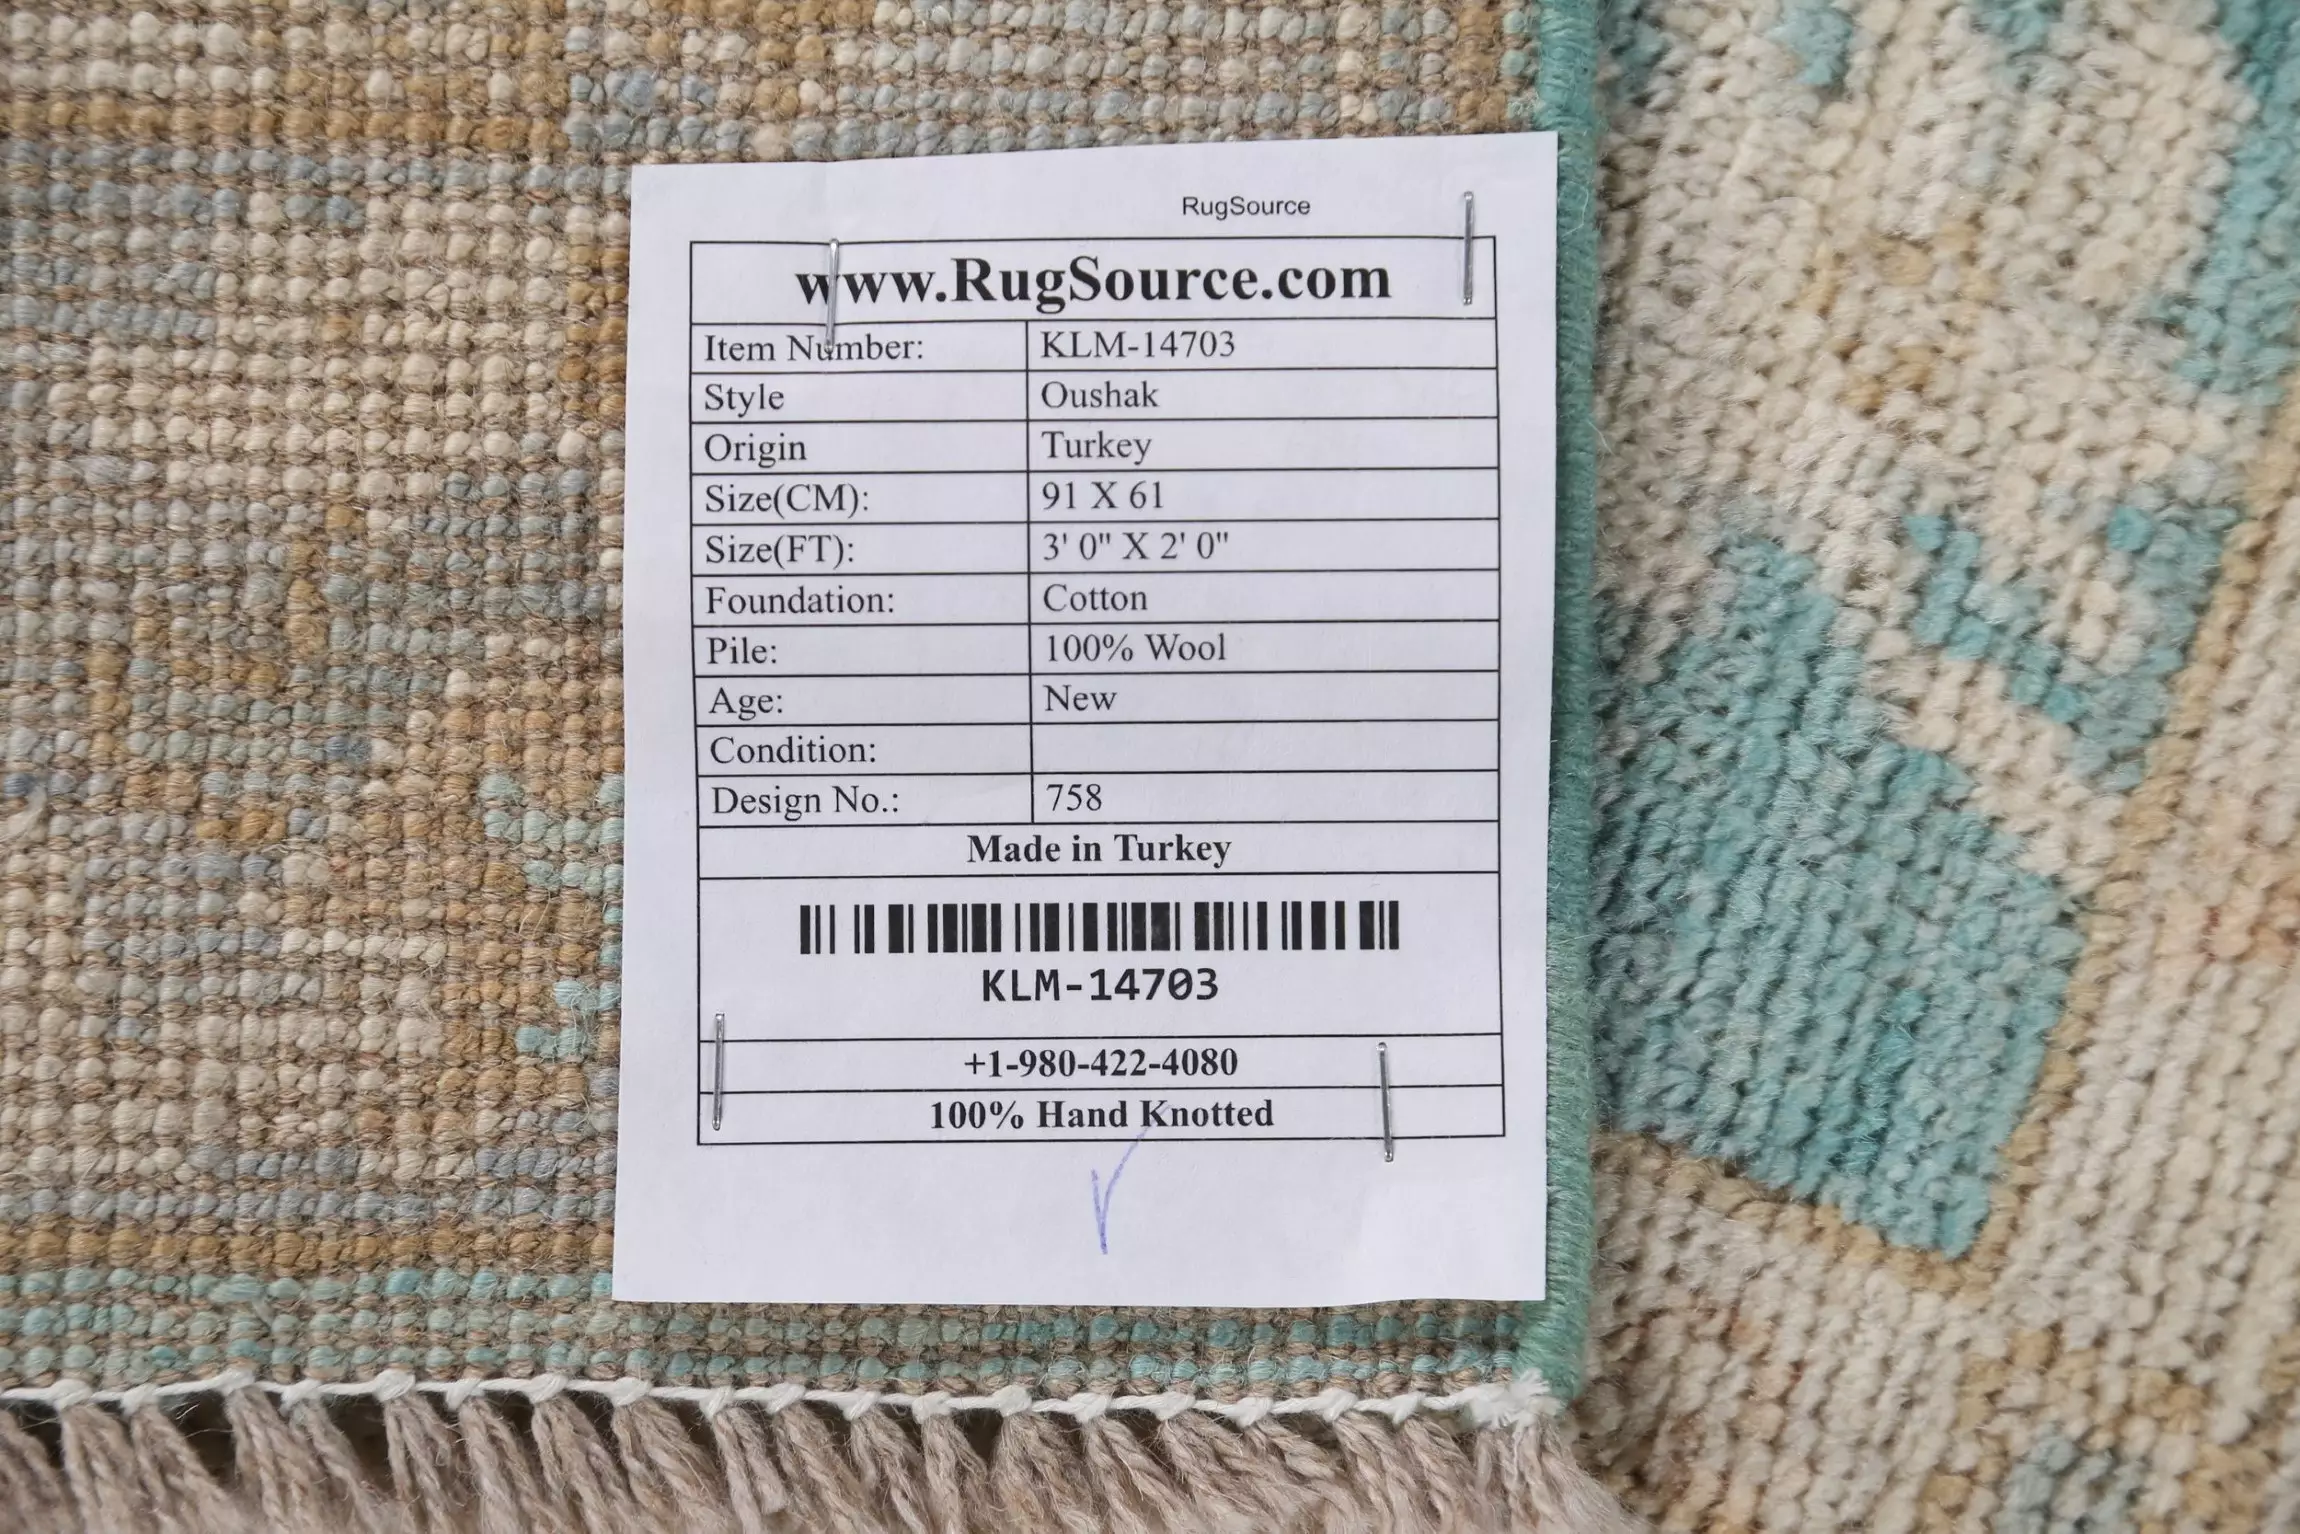 RugSource
www.RugSource.com
Item Number: KLM-14703
Style Oushak
Origin Turkey
Size(CM): 91 X 61
Size(FT): 3' 0" X 2' 0"
Foundation: Cotton
Pile: 100% Wool
Age: New
Condition:
Design No.: 758
Made in Turkey
KLM-14703
+1-980-422-4080
100% Hand Knotted